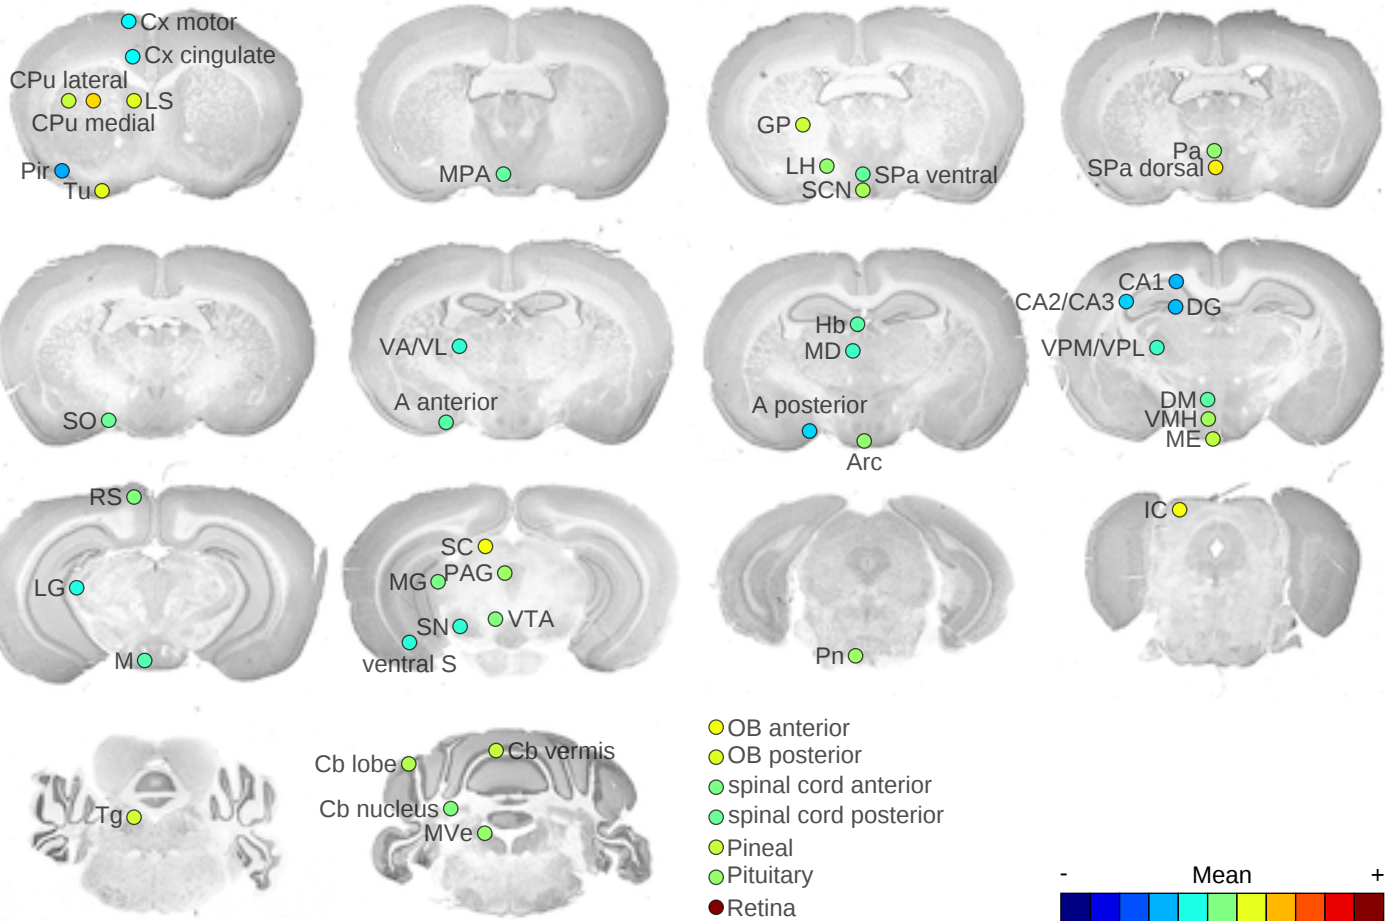 Cx motor
Cx cingulate
CPu lateral
LS
CPu medial
Pir
Tu
MPA
GP
LH
SPa ventral
SCN
Pa
SPa dorsal
SO
VA/VL
A anterior
Hb
MD
A posterior
Arc
CA1
CA2/CA3
DG
VPM/VPL
DM
VMH
ME
RS
LG
M
SC
PAG
MG
VTA
SN
ventral S
Pn
IC
Tg
Cb vermis
Cb lobe
Cb nucleus
MVe
OB anterior
OB posterior
spinal cord anterior
spinal cord posterior
Pineal
Pituitary
Retina
- Mean +